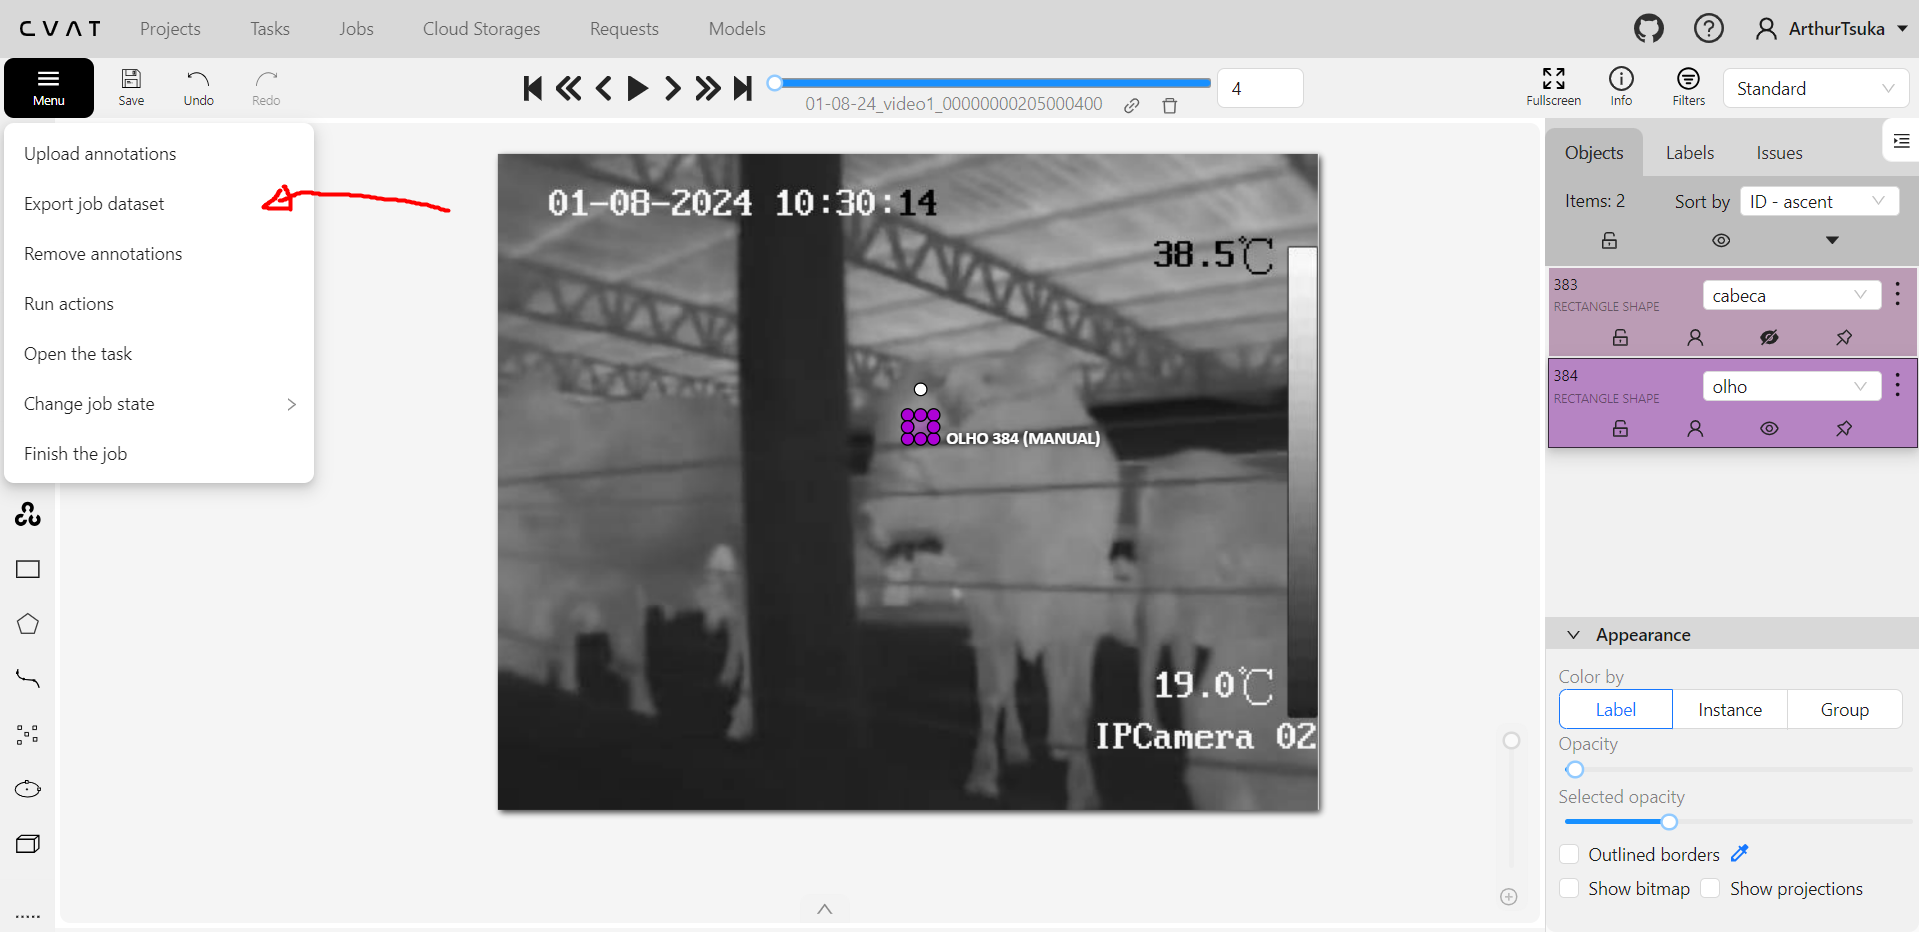 CVAT Projects Tasks Jobs Cloud Storages Requests Models ArthurTsuka
Menu Save Undo Redo 4 Fullscreen Info Filters Standard
01-08-24_video1_00000000205000400
Upload annotations
Export job dataset
Remove annotations
Run actions
Open the task
Change job state
Finish the job
01-08-2024 10:30:14
38.5℃
OLHO 384 (MANUAL)
19.0℃
IPCamera 02
Objects Labels Issues
Items: 2 Sort by ID - ascent
383
RECTANGLE SHAPE
cabeca
384
RECTANGLE SHAPE
olho
Appearance
Color by
Label Instance Group
Opacity
Selected opacity
Outlined borders
Show bitmap Show projections